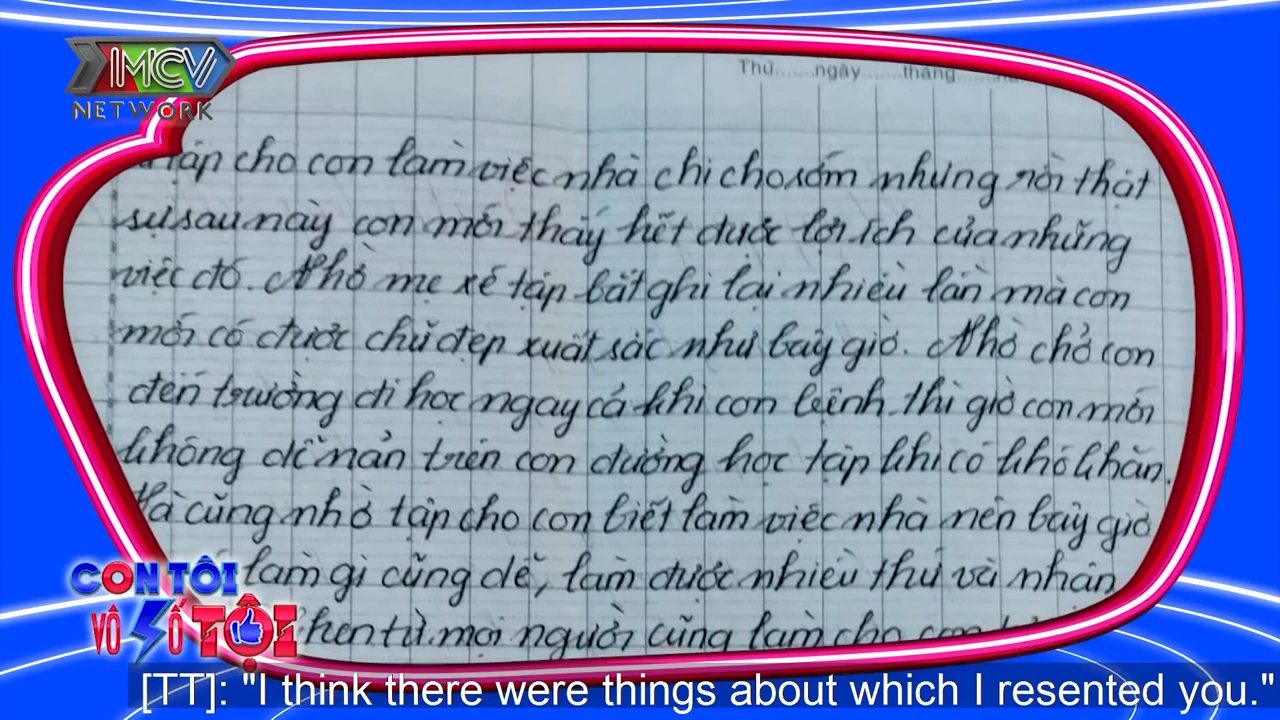 MCV
NETWORK
Thứ.......ngày.......tháng
tập cho con làm việc nhà chi cho sớm nhưng rồi thật
sự sau này con mới thấy hết được lợi ích của những
việc đó. Nhờ mẹ xé tập bắt ghi lại nhiều lần mà con
mới có được chữ đẹp xuất sắc như bây giờ. Nhờ chở con
đến trường đi học ngay cả khi con bệnh thì giờ con mới
không dễ nản trên con đường học tập khi có khó khăn.
Và cũng nhờ tập cho con biết làm việc nhà nên bây giờ
làm gì cũng dễ, làm được nhiều thứ và nhận
khen từ mọi người cũng làm cho con
CON TÔI
VÔ SỐ TỘI
[TT]: "I think there were things about which I resented you."